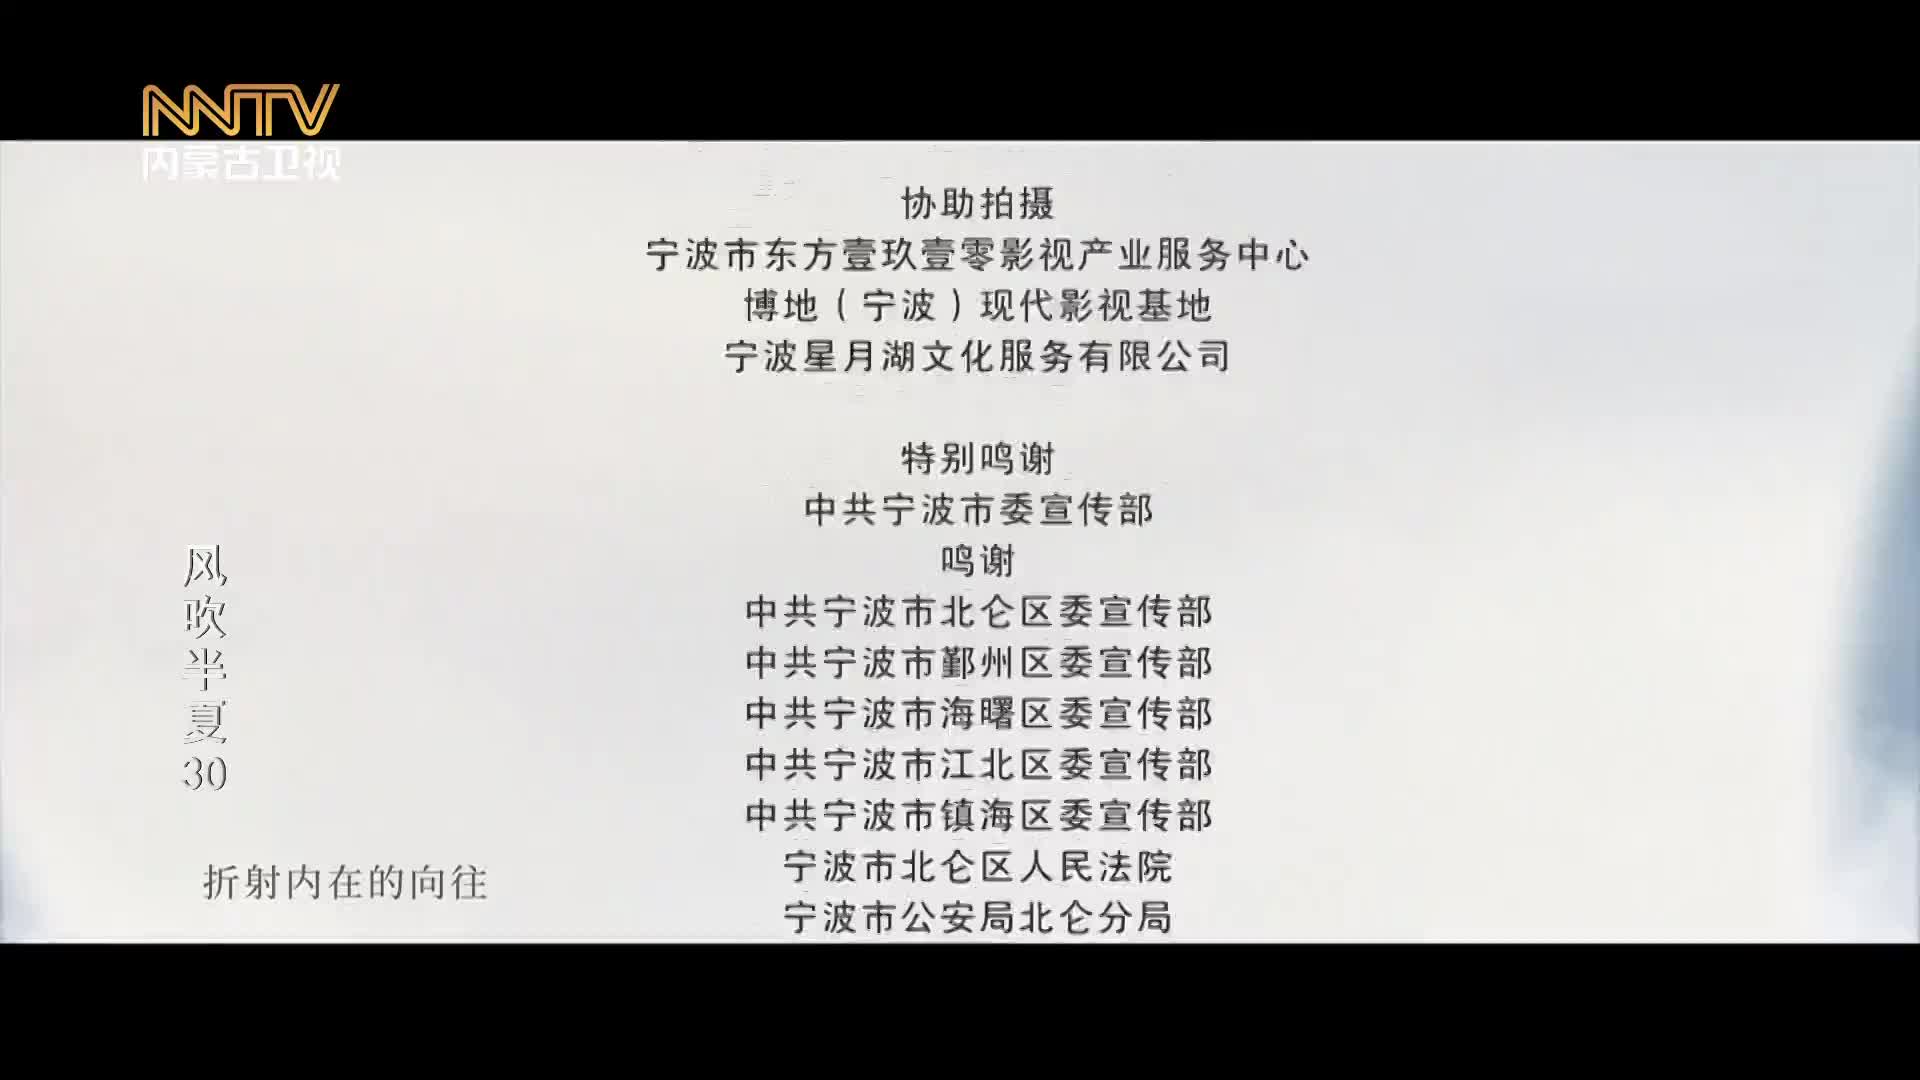 NNTV
内蒙古卫视
协助拍摄
宁波市东方壹玖壹零影视产业服务中心
博地（宁波）现代影视基地
宁波星月湖文化服务有限公司
特别鸣谢
中共宁波市委宣传部
鸣谢
中共宁波市北仑区委宣传部
中共宁波市鄞州区委宣传部
中共宁波市海曙区委宣传部
中共宁波市江北区委宣传部
中共宁波市镇海区委宣传部
宁波市北仑区人民法院
宁波市公安局北仑分局
风吹半夏30
折射内在的向往